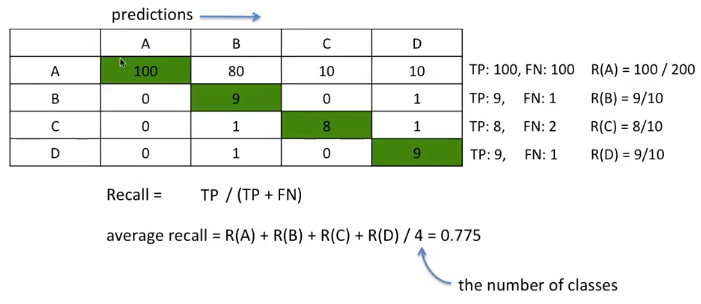 predictions
A B C D
A 100 80 10 10 TP: 100, FN: 100 R(A) = 100 / 200
B 0 9 0 1 TP: 9, FN: 1 R(B) = 9/10
C 0 1 8 1 TP: 8, FN: 2 R(C) = 8/10
D 0 1 0 9 TP: 9, FN: 1 R(D) = 9/10
Recall = TP / (TP + FN)
average recall = R(A) + R(B) + R(C) + R(D) / 4 = 0.775
the number of classes